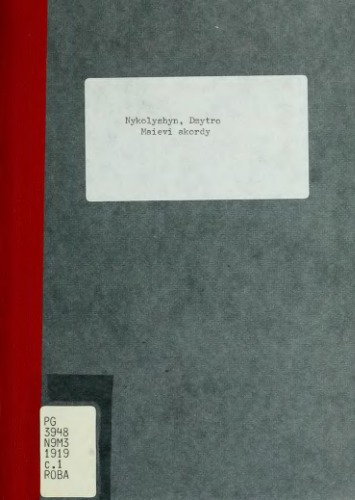 Nykolyshyn, Dmytro
Maievi akordy
PG
3948
N9M3
1919
c.1
ROBA